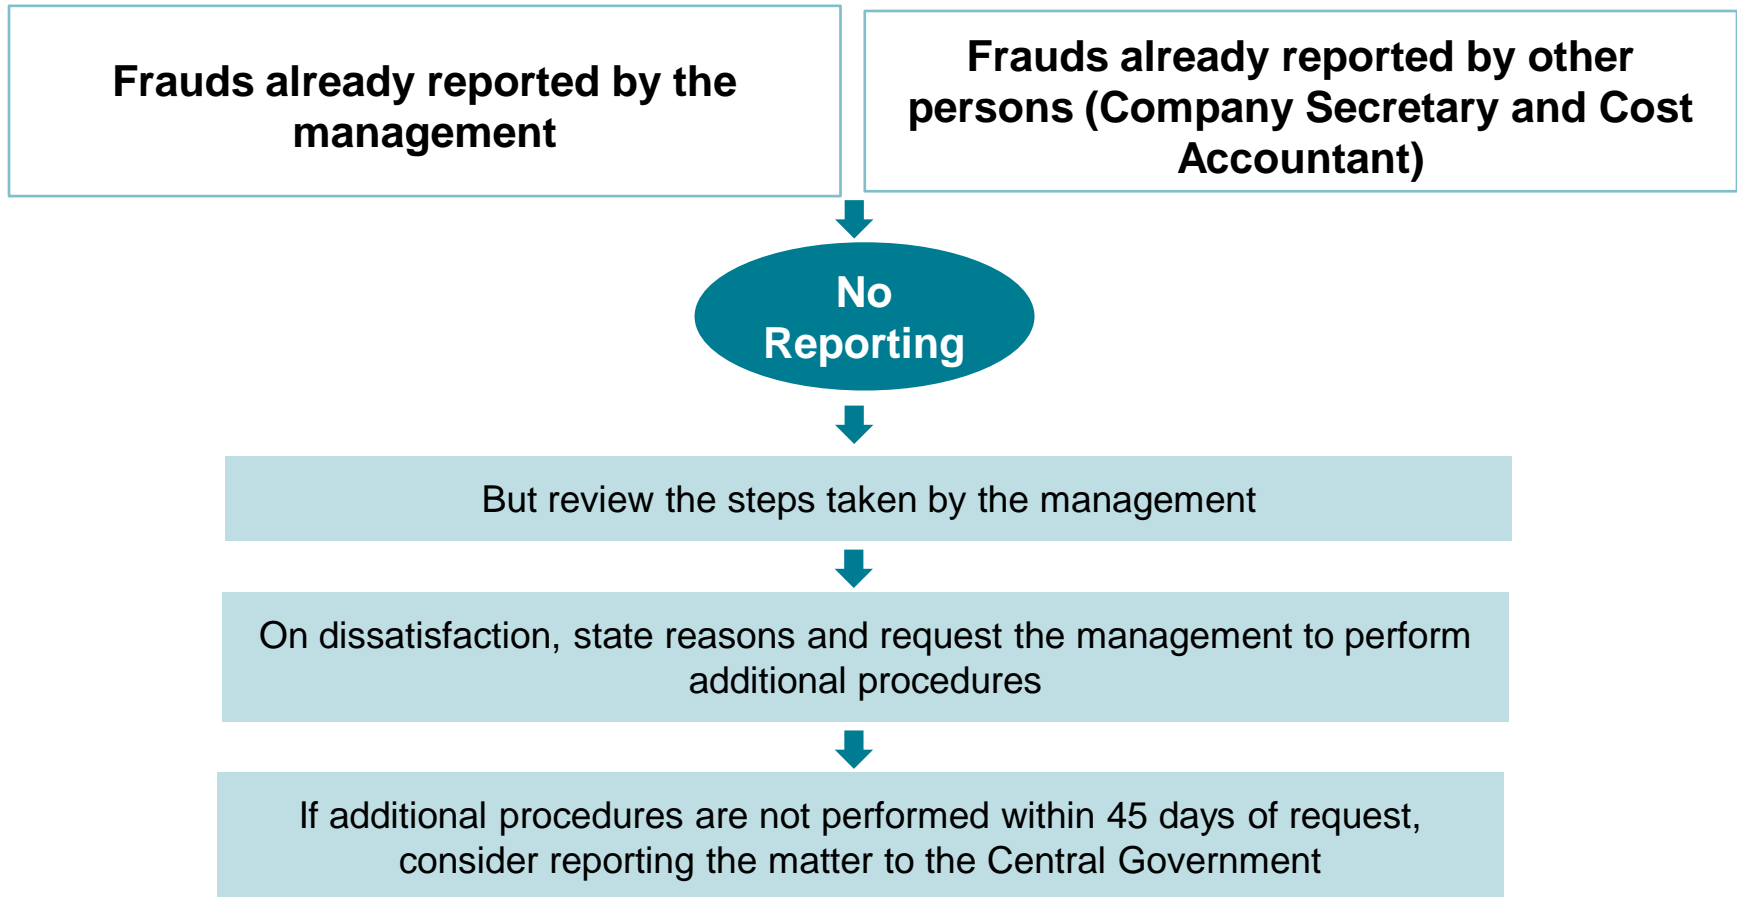 Frauds already reported by the
management
Frauds already reported by other
persons (Company Secretary and Cost
Accountant)
No
Reporting
But review the steps taken by the management
On dissatisfaction, state reasons and request the management to perform
additional procedures
If additional procedures are not performed within 45 days of request,
consider reporting the matter to the Central Government